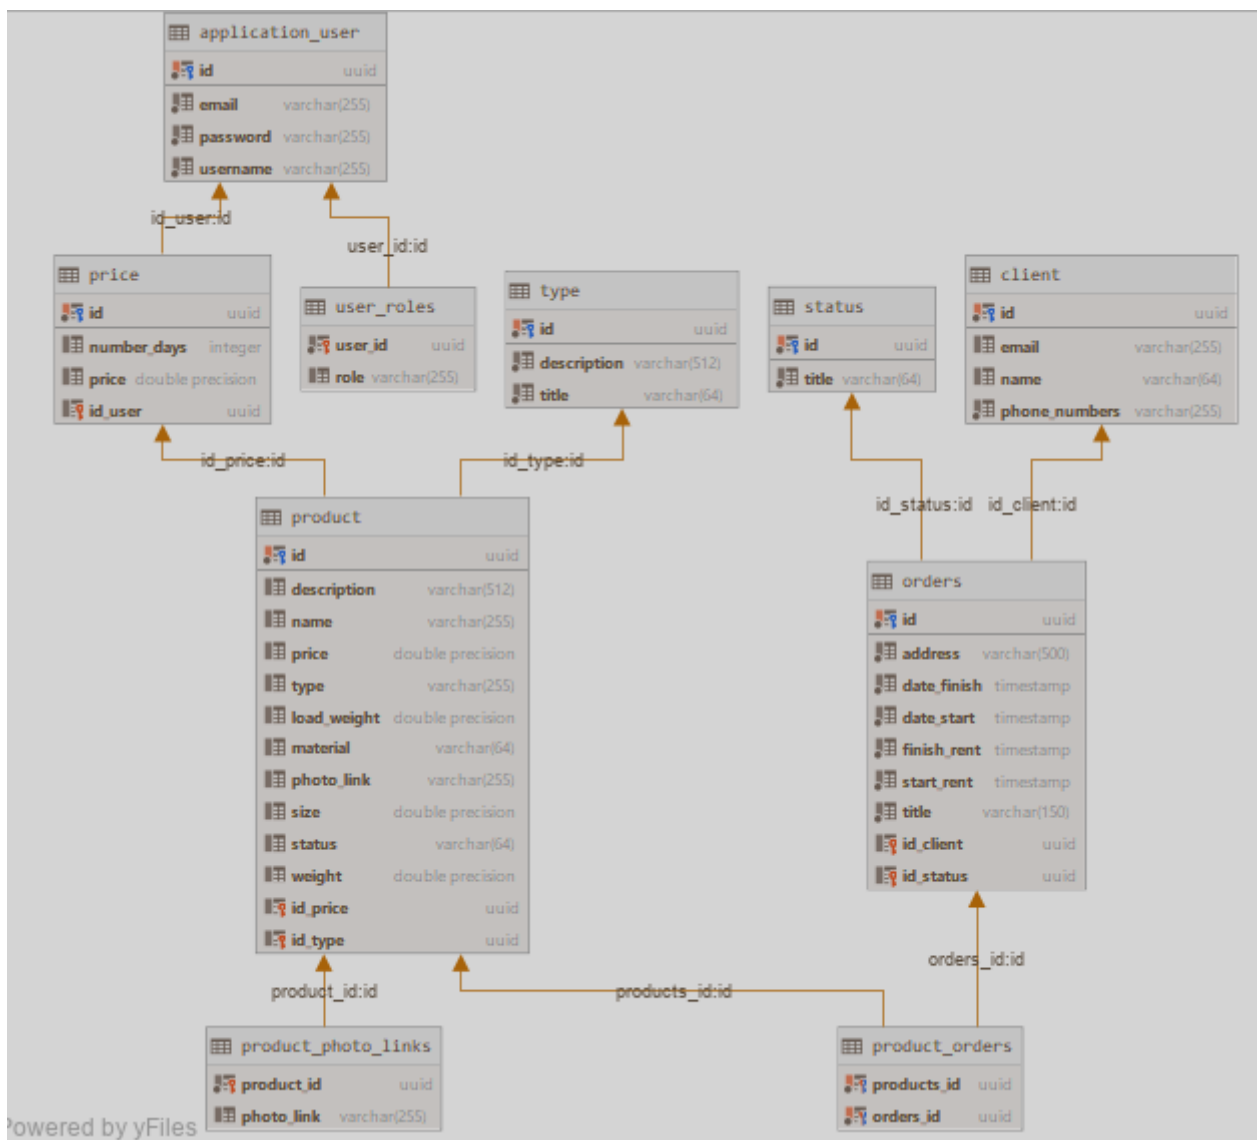 application_user
id uuid
email varchar(255)
password varchar(255)
username varchar(255)
id_user:id
user_id:id
price
id uuid
number_days integer
price double precision
id_user uuid
user_roles
user_id uuid
role varchar(255)
type
id uuid
description varchar(512)
title varchar(64)
status
id uuid
title varchar(64)
client
id uuid
email varchar(255)
name varchar(64)
phone_numbers varchar(255)
id_price:id
id_type:id
id_status:id
id_client:id
product
id uuid
description varchar(512)
name varchar(255)
price double precision
type varchar(255)
load_weight double precision
material varchar(64)
photo_link varchar(255)
size double precision
status varchar(64)
weight double precision
id_price uuid
id_type uuid
orders
id uuid
address varchar(500)
date_finish timestamp
date_start timestamp
finish_rent timestamp
start_rent timestamp
title varchar(150)
id_client uuid
id_status uuid
product_id:id
products_id:id
orders_id:id
product_photo_links
product_id uuid
photo_link varchar(255)
product_orders
products_id uuid
orders_id uuid
Powered by yFiles